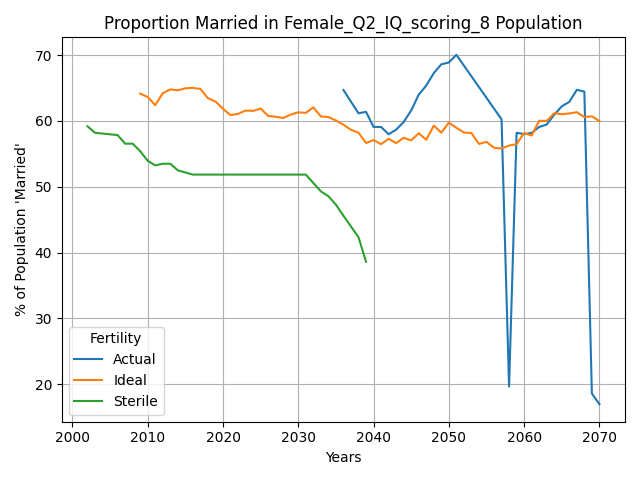 Proportion Married in Female_Q2_IQ_scoring_8 Population
% of Population 'Married'
70
60
50
40
30
20
Fertility
Actual
Ideal
Sterile
2000 2010 2020 2030 2040 2050 2060 2070
Years